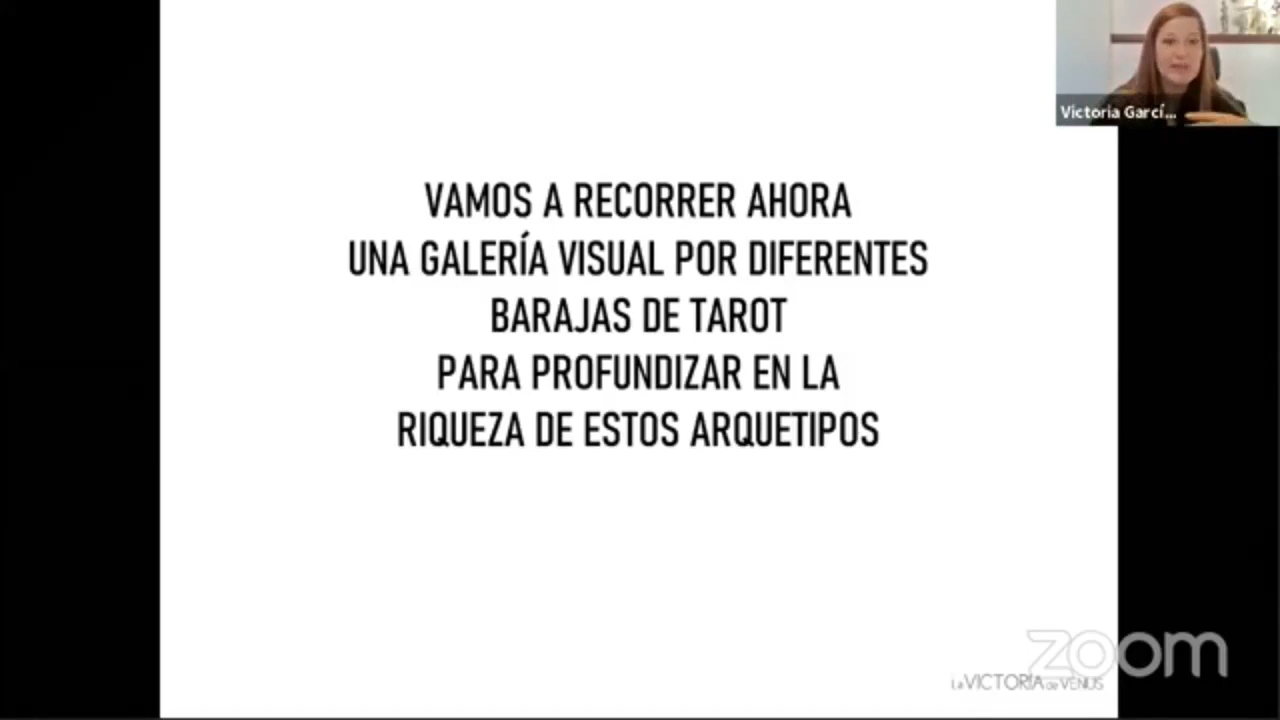 Victoria Garcí...
VAMOS A RECORRER AHORA
UNA GALERÍA VISUAL POR DIFERENTES
BARAJAS DE TAROT
PARA PROFUNDIZAR EN LA
RIQUEZA DE ESTOS ARQUETIPOS
zoom
LA VICTORIA DE VENUS